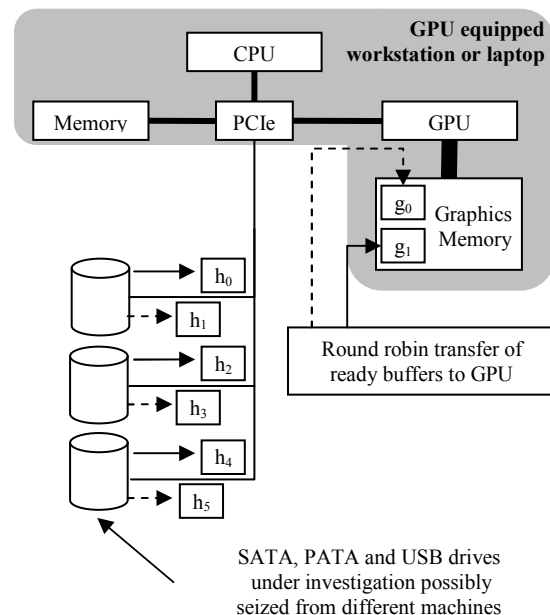 GPU equipped
workstation or laptop
CPU
Memory
PCIe
GPU
g₀
g₁
Graphics
Memory
h₀
h₁
h₂
h₃
h₄
h₅
Round robin transfer of
ready buffers to GPU
SATA, PATA and USB drives
under investigation possibly
seized from different machines